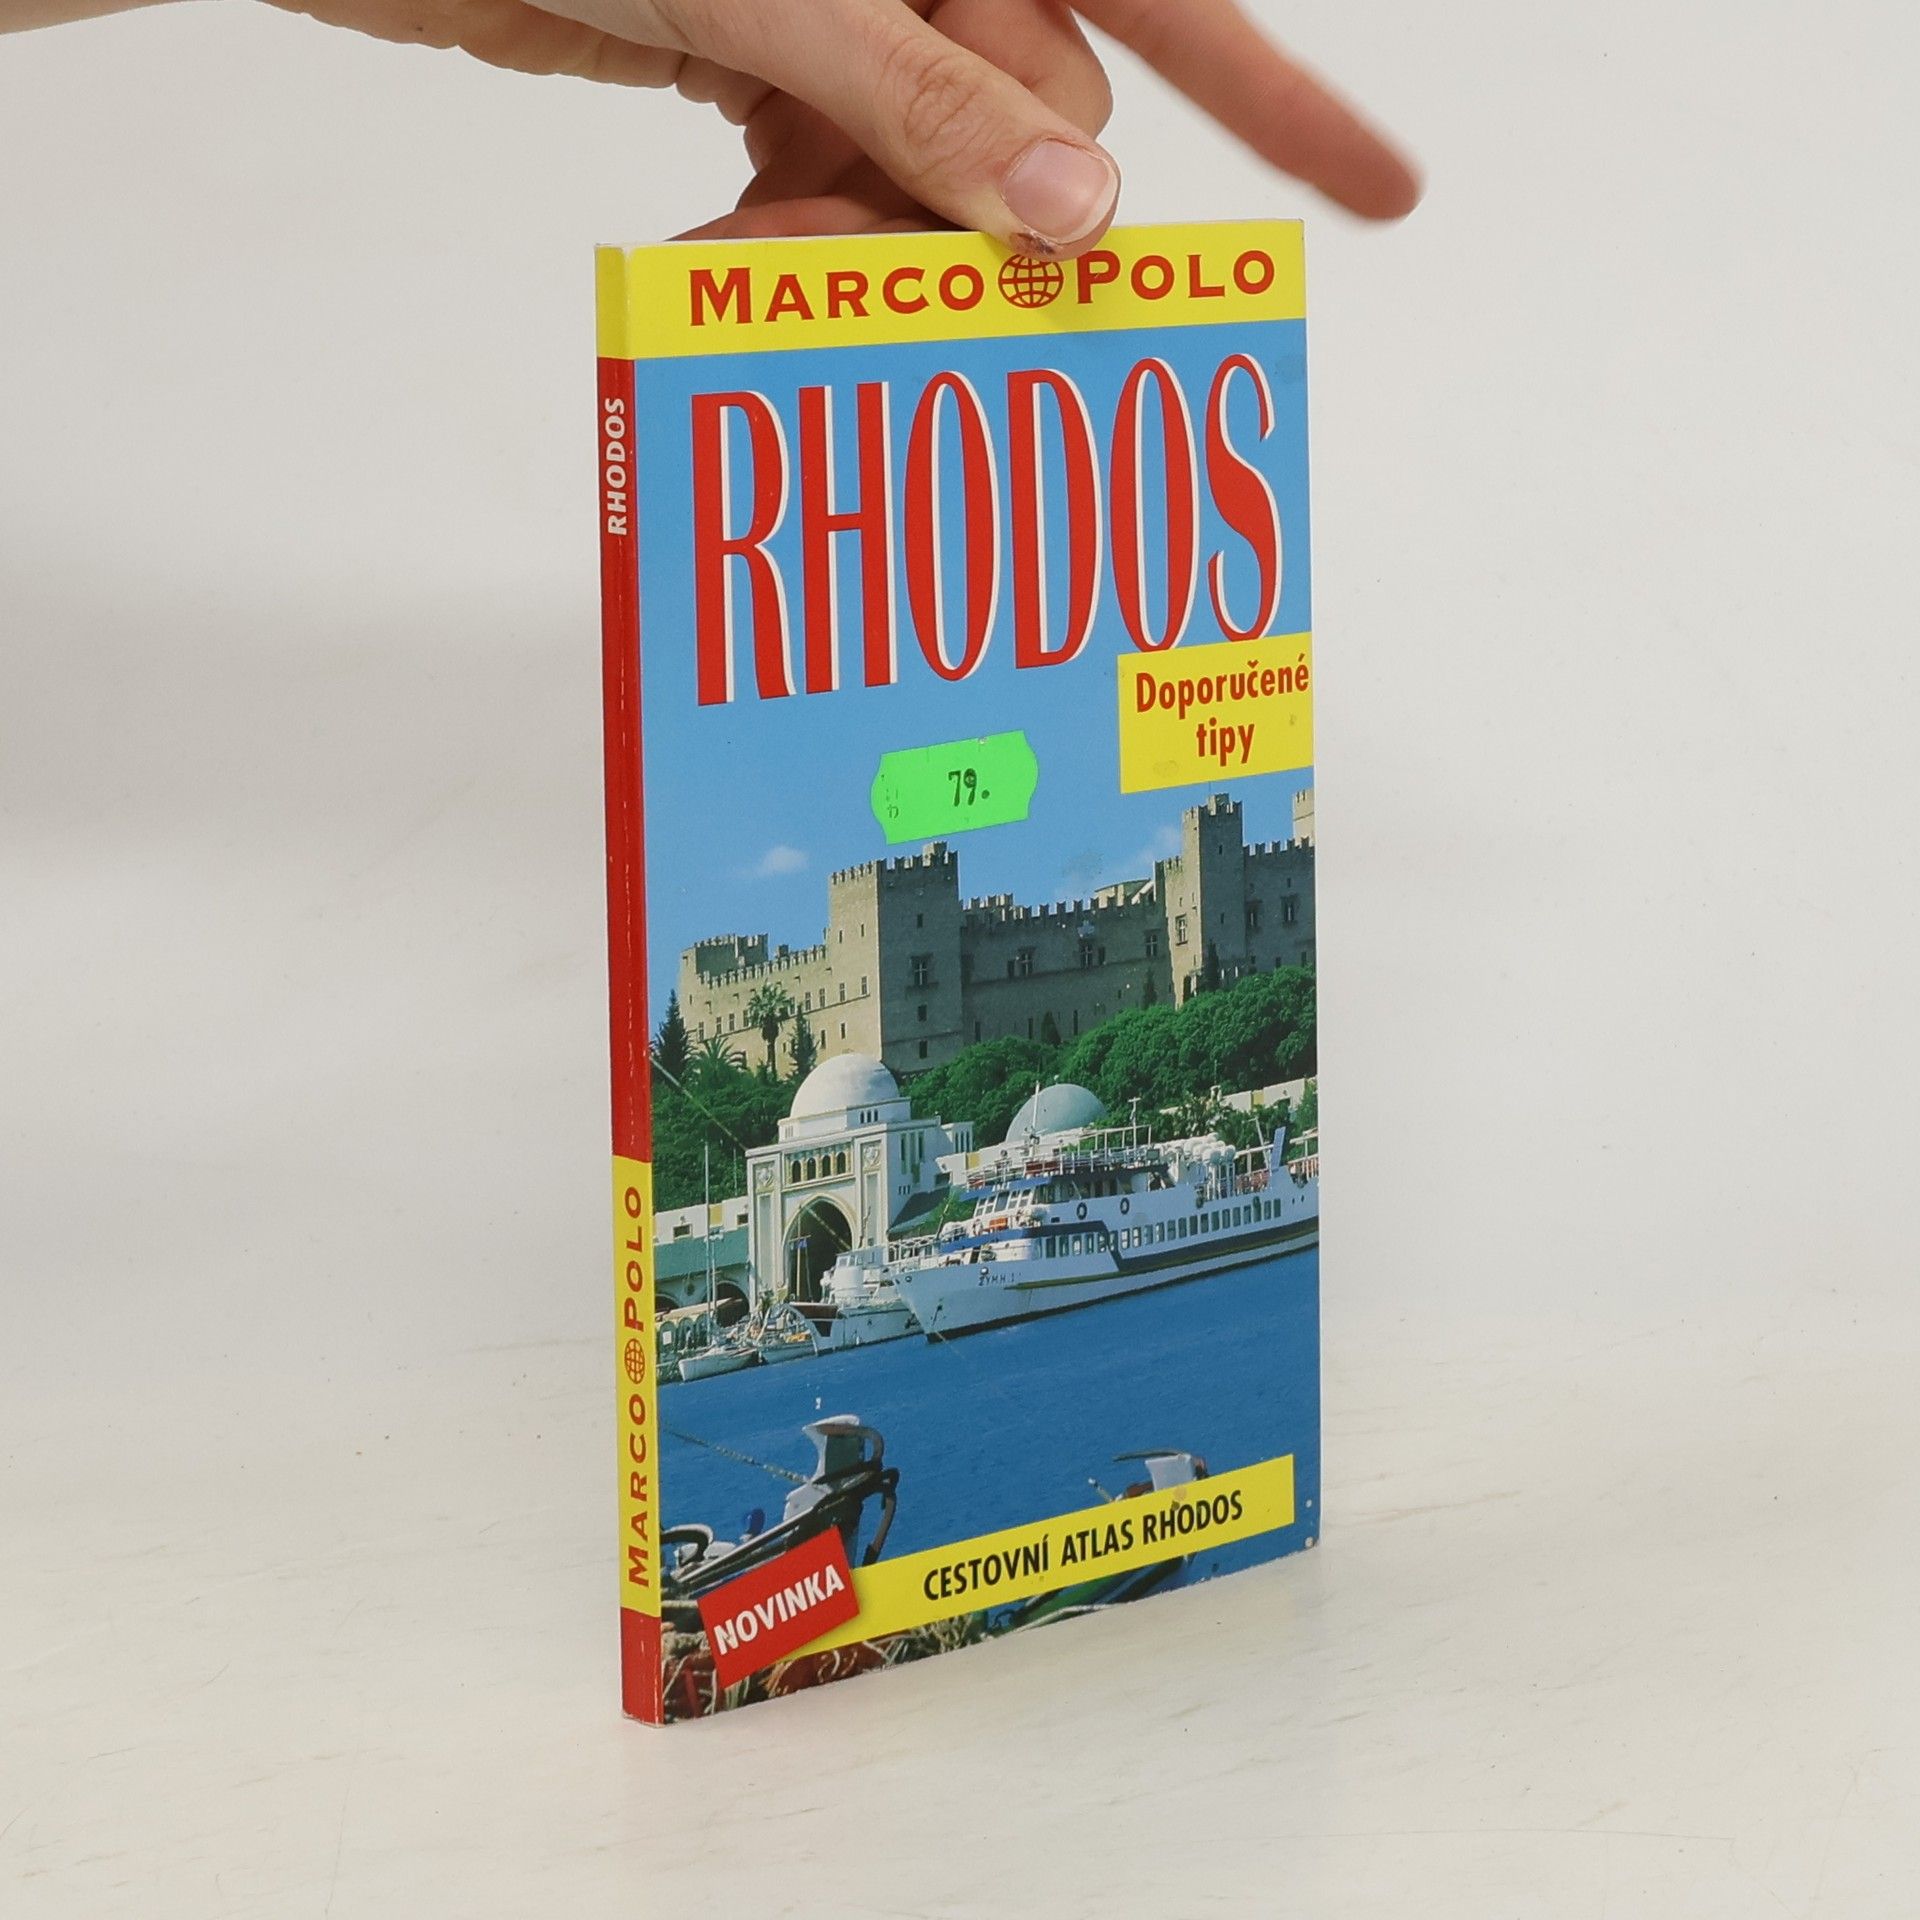 MARCO POLO
RHODOS
Doporučené
tipy
79.
CESTOVNÍ ATLAS RHODOS
NOVINKA
RHODOS
MARCO POLO